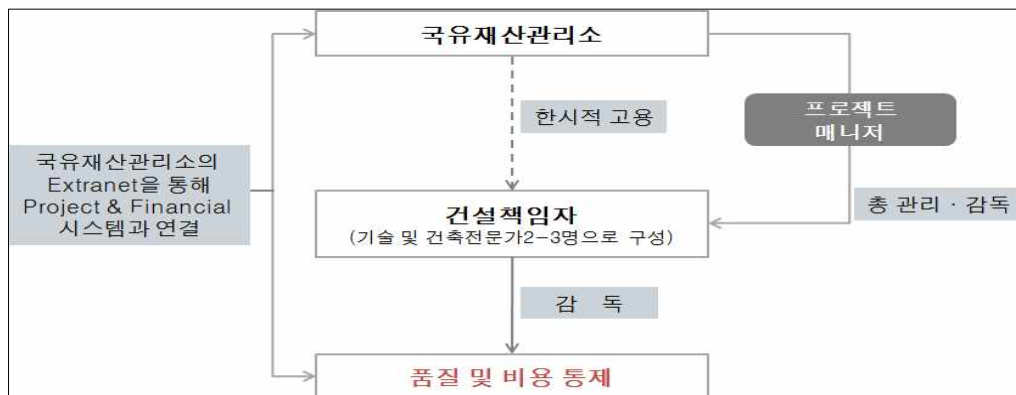 국유재산관리소
한시적 고용
프로젝트
매니저
국유재산관리소의
Extranet을 통해
Project & Financial
시스템과 연결
총 관리 · 감독
건설책임자
(기술 및 건축전문가2-3명으로 구성)
감 독
품질 및 비용 통제